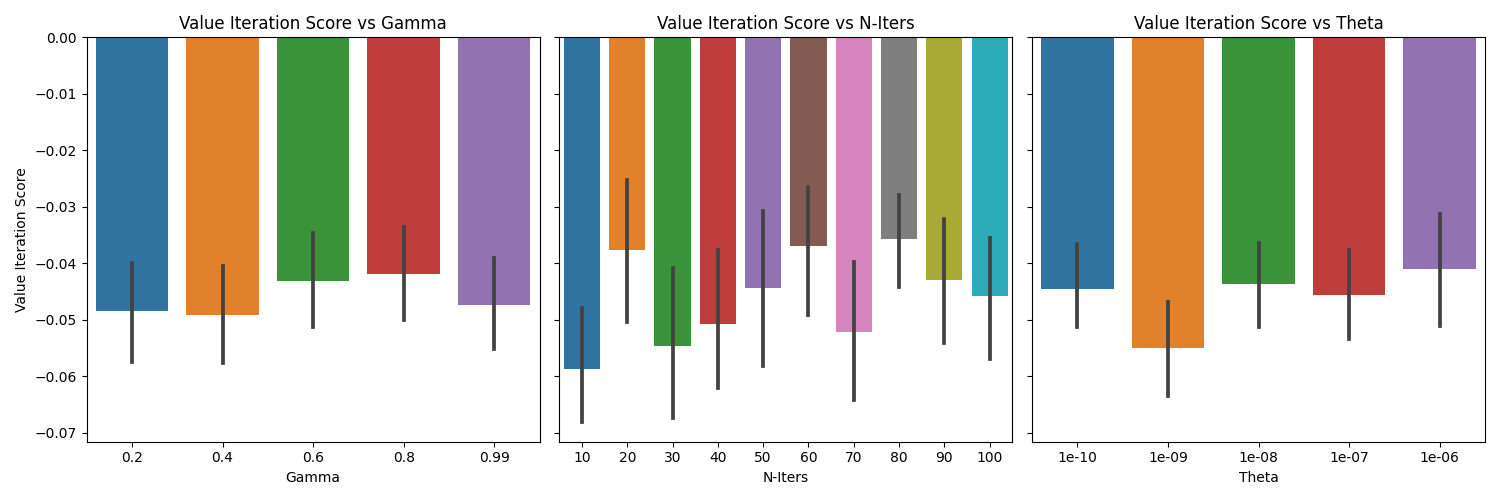 Value Iteration Score vs Gamma
Value Iteration Score vs N-Iters
Value Iteration Score vs Theta
Value Iteration Score
0.00
−0.01
−0.02
−0.03
−0.04
−0.05
−0.06
−0.07
0.2 0.4 0.6 0.8 0.99
Gamma
10 20 30 40 50 60 70 80 90 100
N-Iters
1e-10 1e-09 1e-08 1e-07 1e-06
Theta